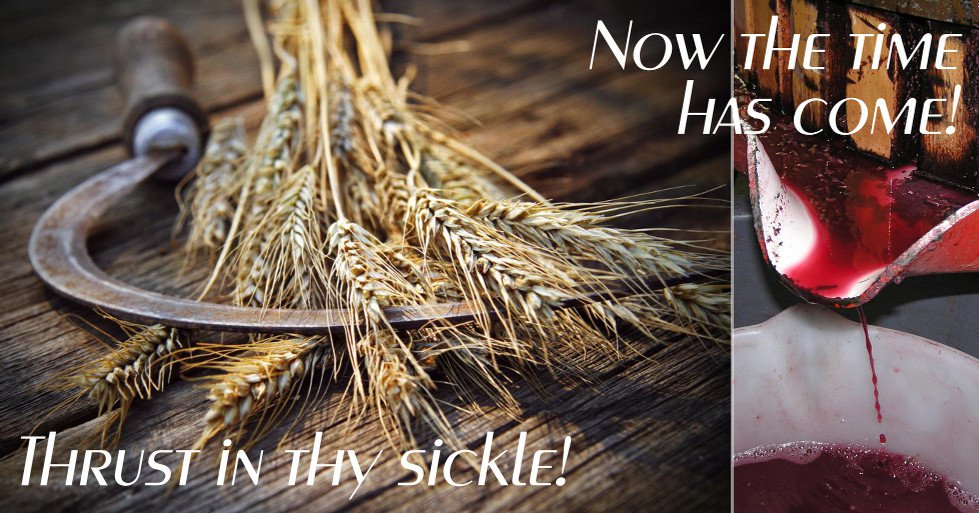 Now the time
has come!
Thrust in thy sickle!